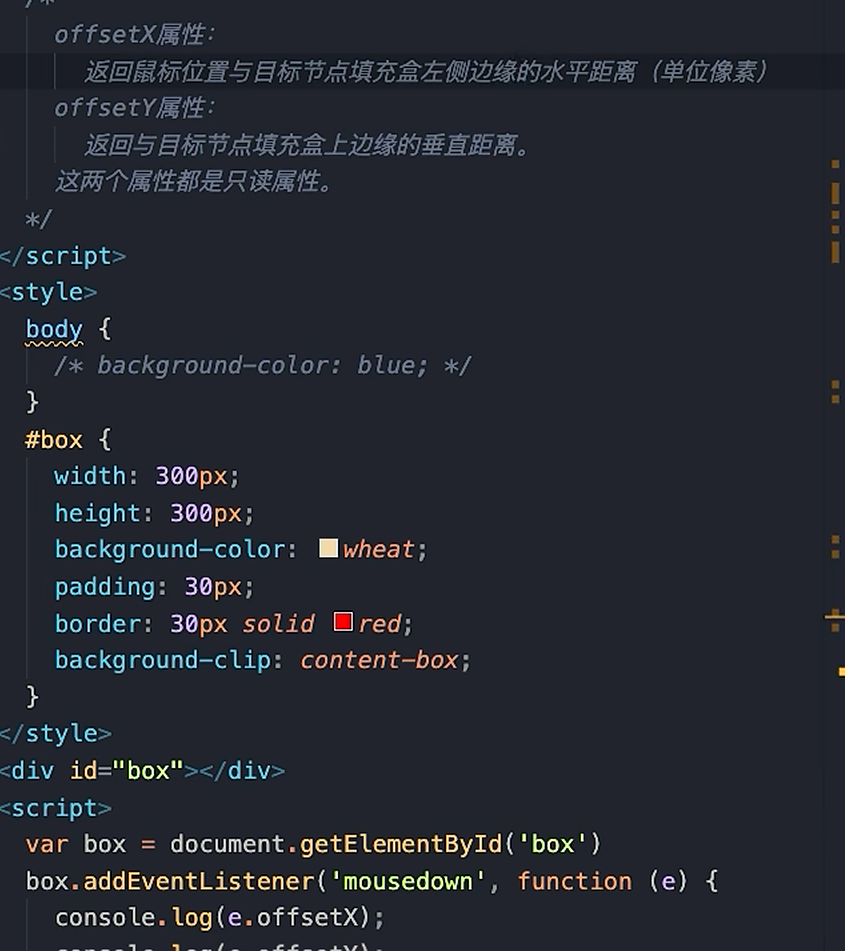 /*
offsetX属性：
返回鼠标位置与目标节点填充盒左侧边缘的水平距离（单位像素）
offsetY属性：
返回与目标节点填充盒上边缘的垂直距离。
这两个属性都是只读属性。
*/
</script>
<style>
body {
/* background-color: blue; */
}
#box {
width: 300px;
height: 300px;
background-color: wheat;
padding: 30px;
border: 30px solid red;
background-clip: content-box;
}
</style>
<div id="box"></div>
<script>
var box = document.getElementById('box')
box.addEventListener('mousedown', function (e) {
console.log(e.offsetX);